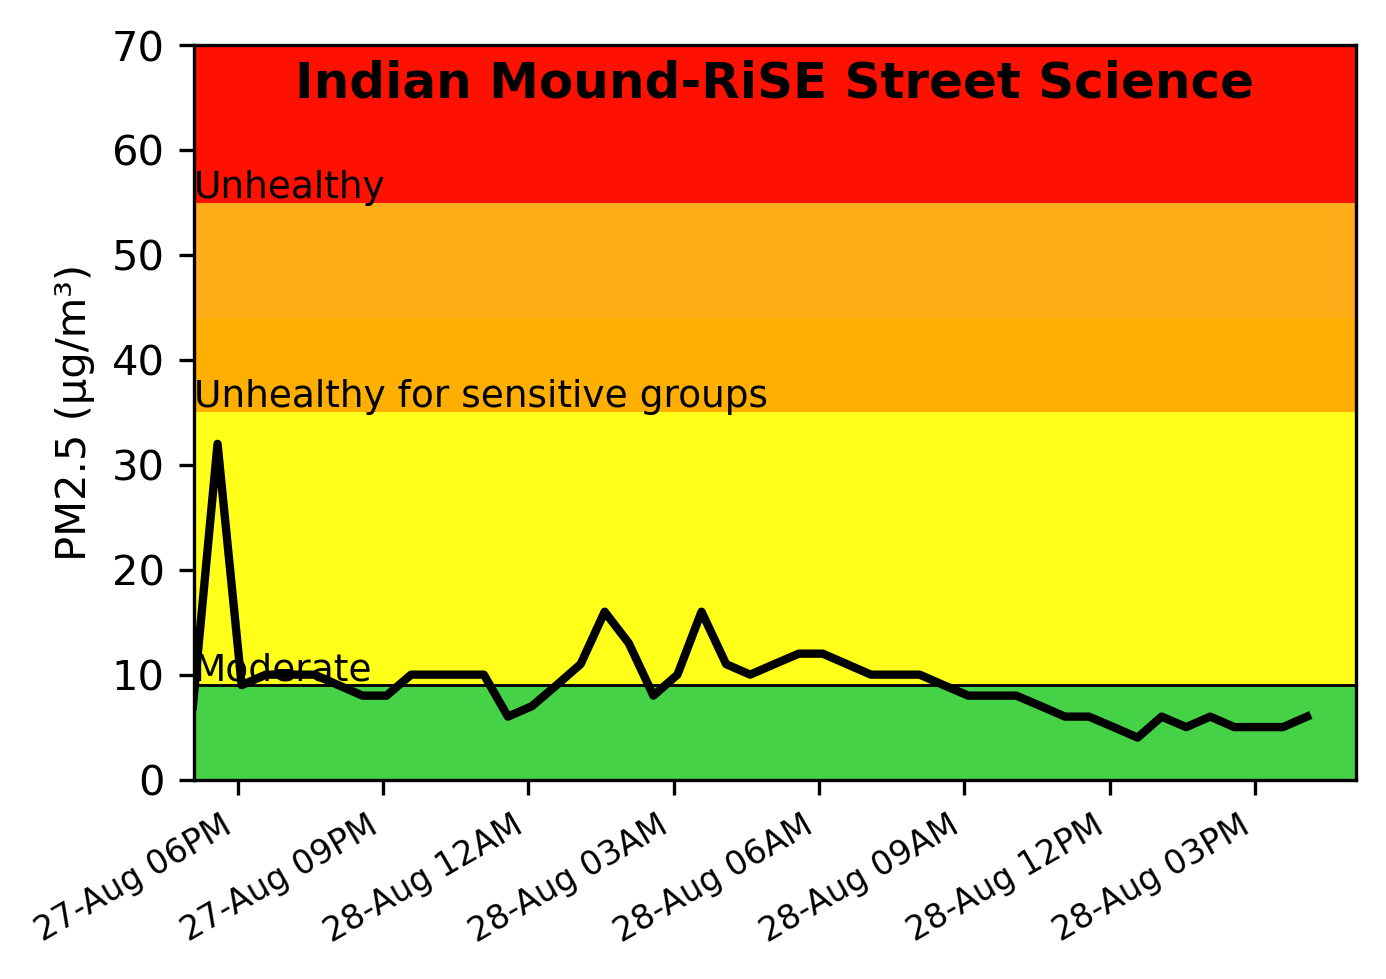 Indian Mound-RiSE Street Science
70
60
50
40
30
20
10
0
PM2.5 (µg/m³)
Unhealthy
Unhealthy for sensitive groups
Moderate
27-Aug 06PM
27-Aug 09PM
28-Aug 12AM
28-Aug 03AM
28-Aug 06AM
28-Aug 09AM
28-Aug 12PM
28-Aug 03PM